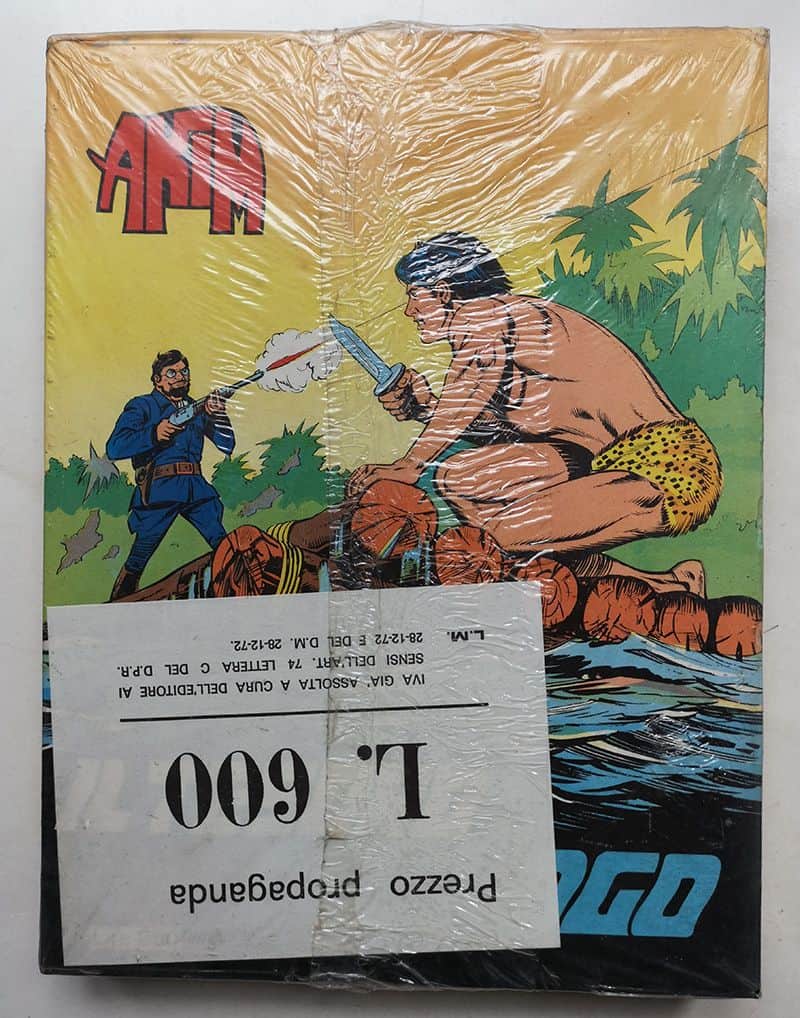 AKIM
Prezzo propaganda
L. 600
IVA GIA' ASSOLTA A CURA DELL'EDITORE AI
SENSI DELL'ART. 74 LETTERA C DEL D.P.R.
28-12-72 E DEL D.M. 28-12-72.
L.M.
OGO